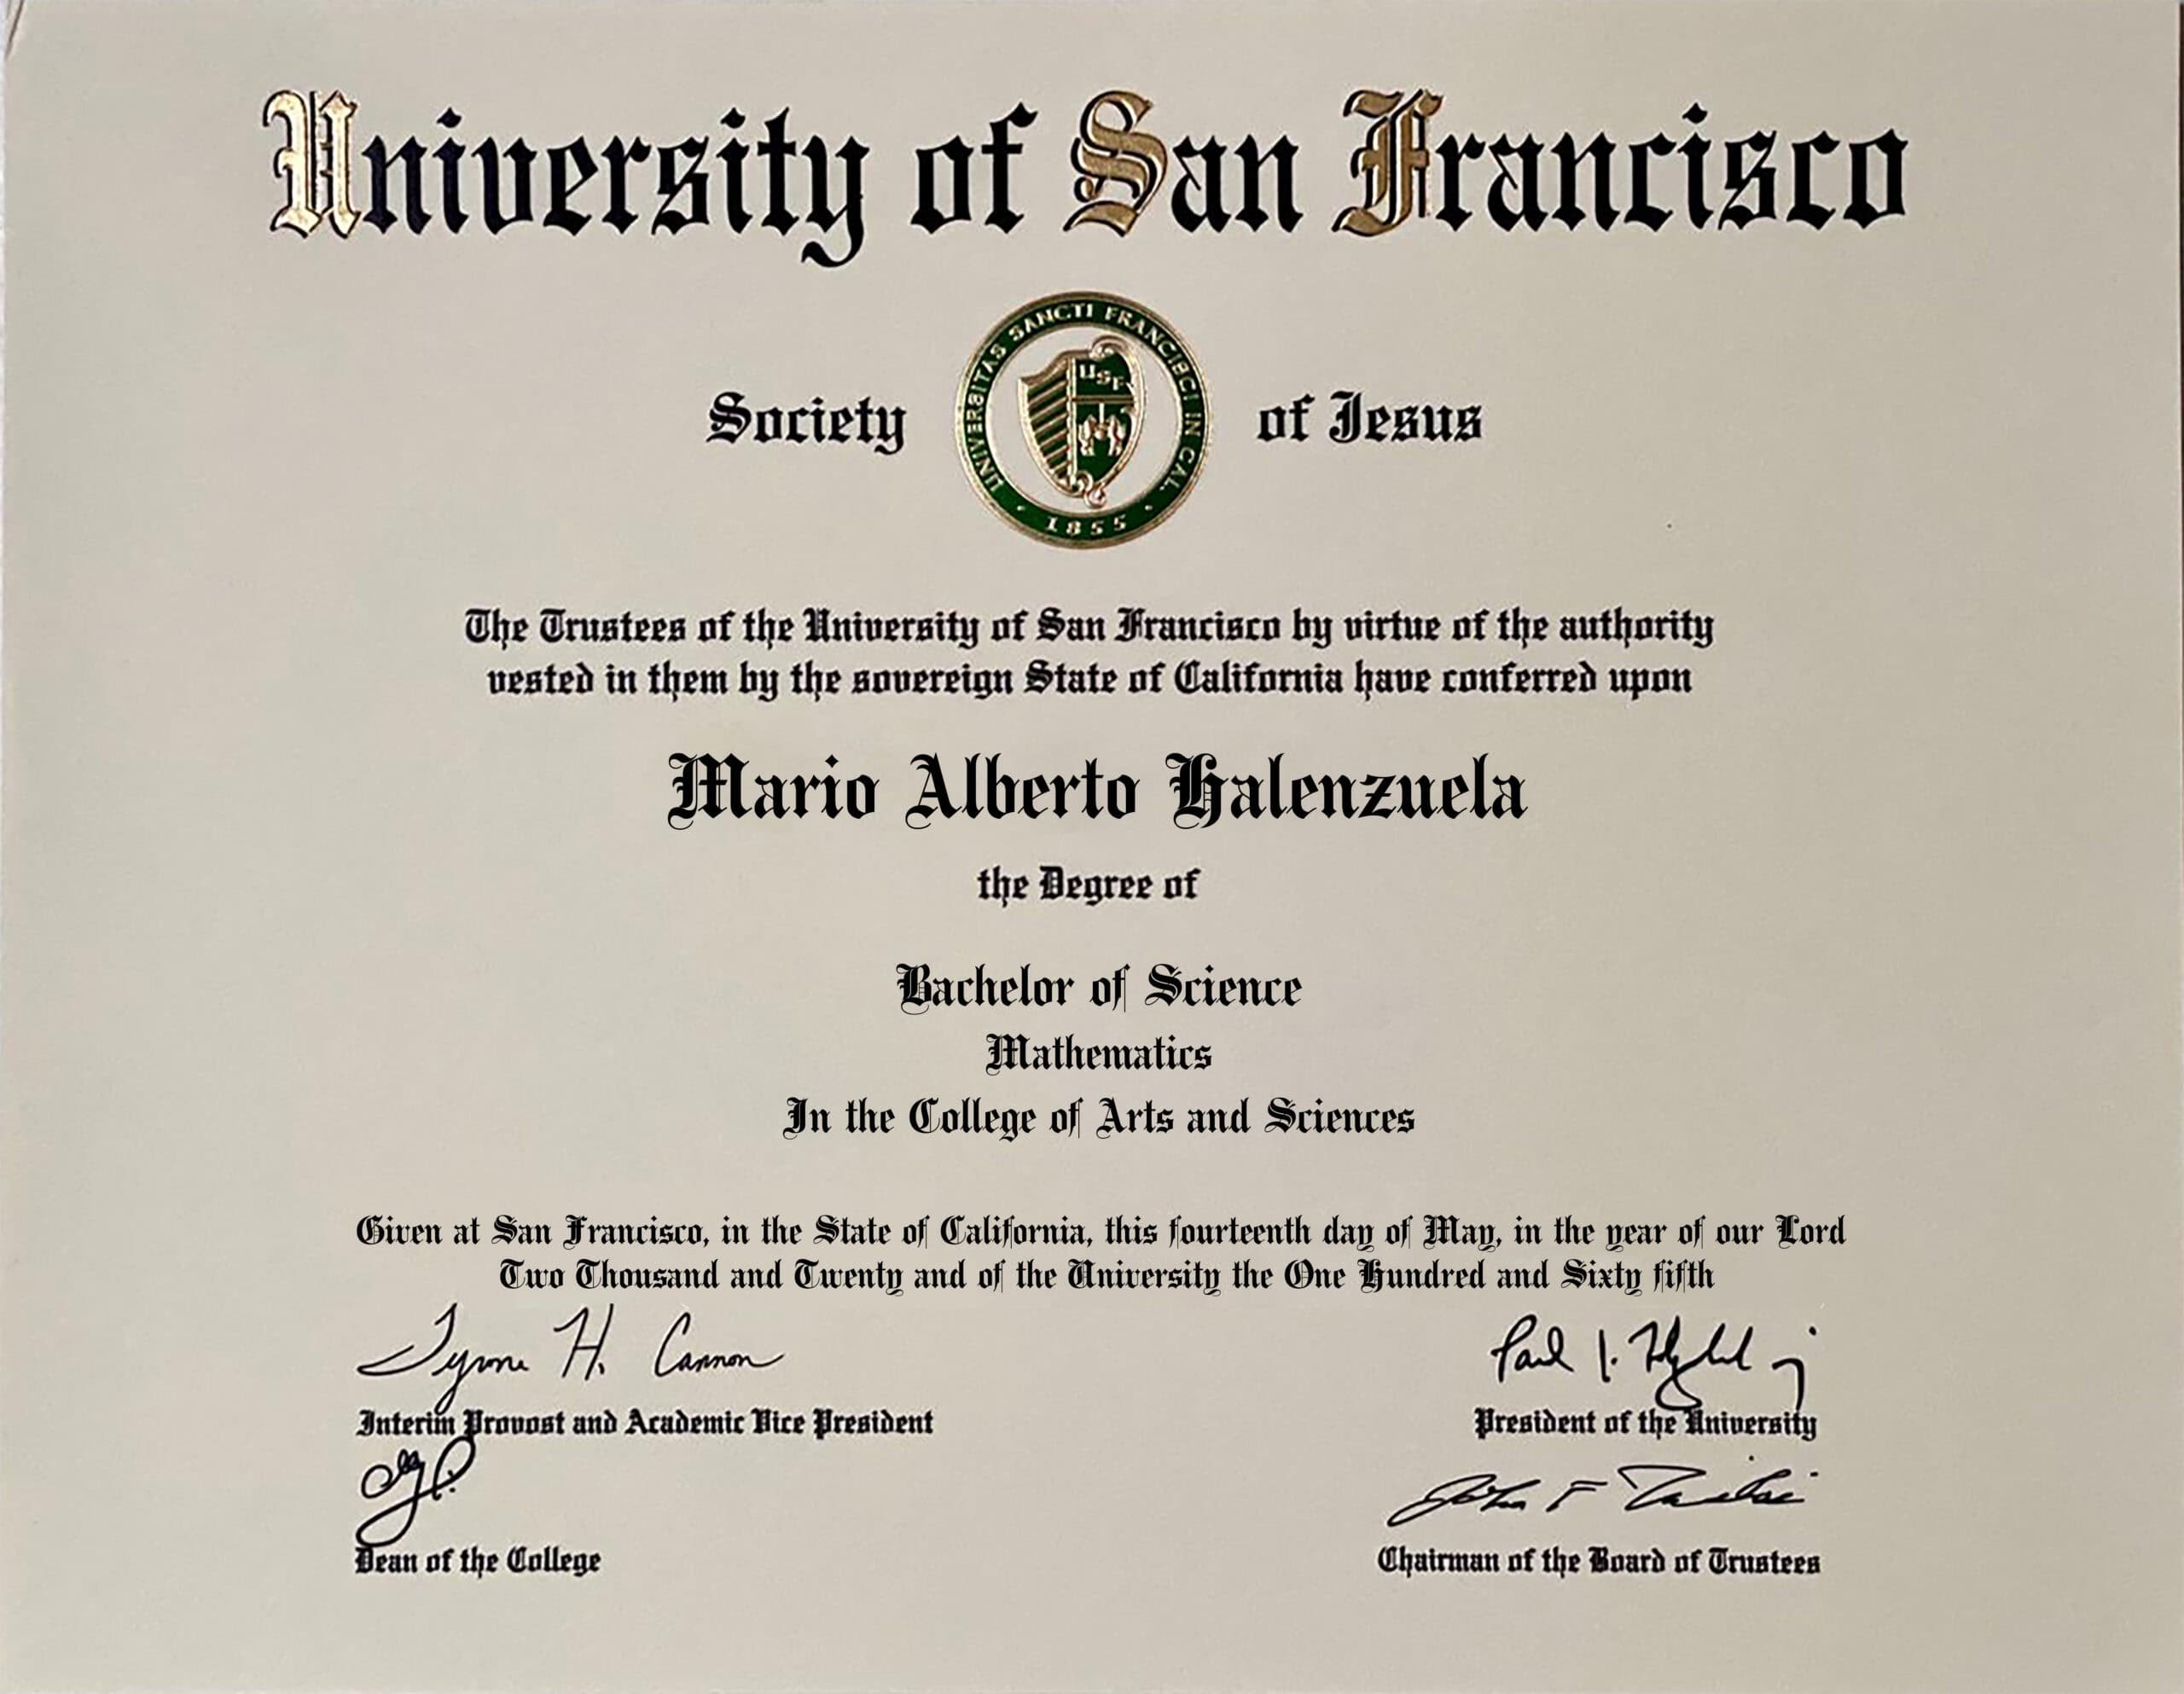 University of San Francisco
Society of Jesus
UNIVERSITAS SANCTI FRANCISCI IN CAL.
USF
· 1855 ·
The Trustees of the University of San Francisco by virtue of the authority
vested in them by the sovereign State of California have conferred upon
Mario Alberto Halenzuela
the Degree of
Bachelor of Science
Mathematics
In the College of Arts and Sciences
Given at San Francisco, in the State of California, this fourteenth day of May, in the year of our Lord
Two Thousand and Twenty and of the University the One Hundred and Sixty fifth
Tyrone H. Cannon
Interim Provost and Academic Vice President
President of the University
Dean of the College
John F
Chairman of the Board of Trustees